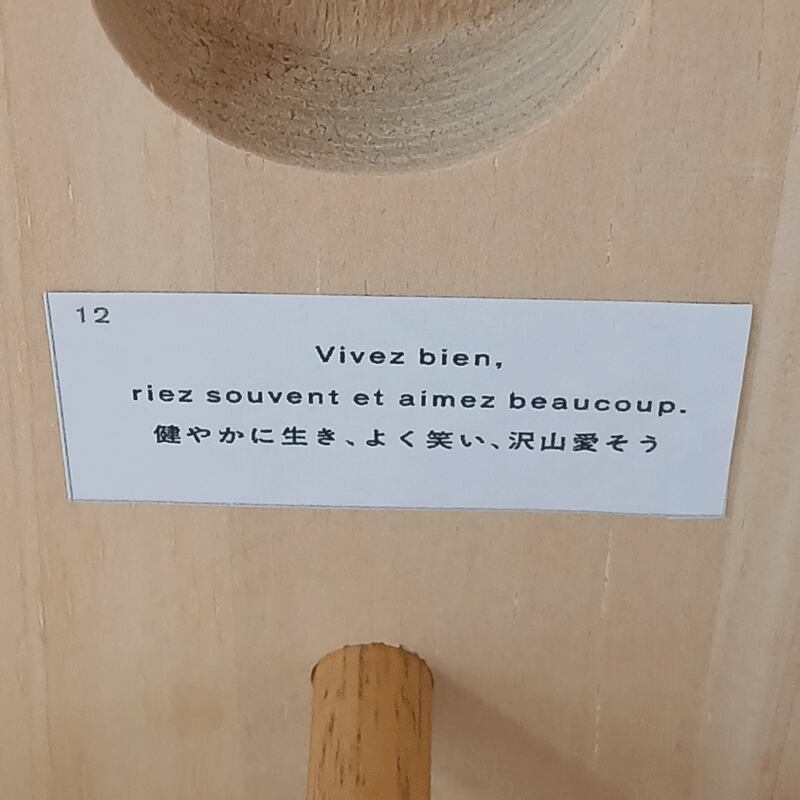 12
Vivez bien,
riez souvent et aimez beaucoup.
健やかに生き、よく笑い、沢山愛そう